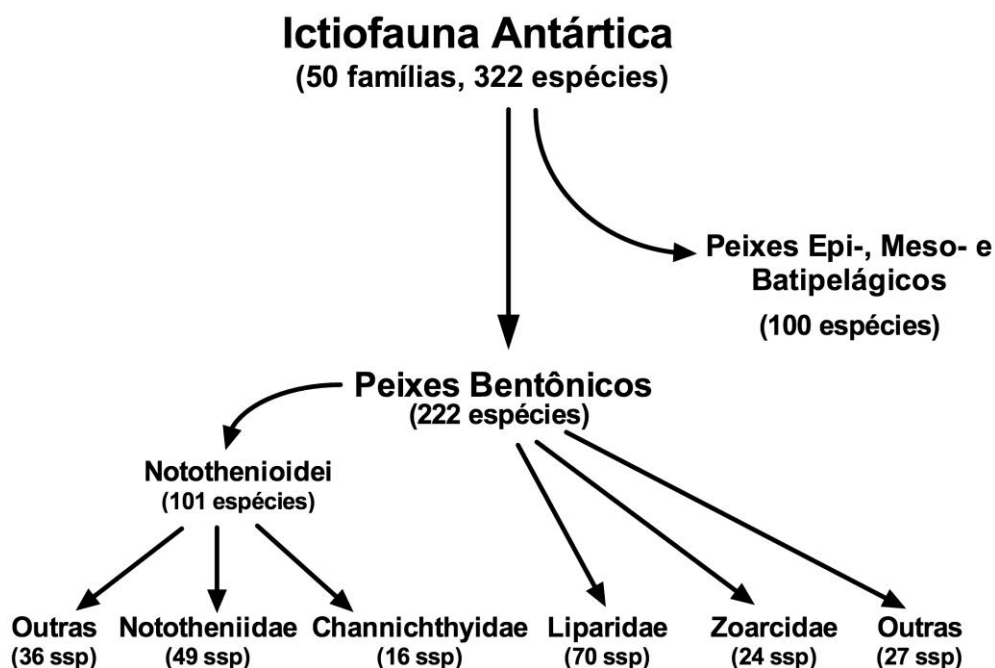 Ictiofauna Antártica
(50 famílias, 322 espécies)
Peixes Epi-, Meso- e
Batipelágicos
(100 espécies)
Peixes Bentônicos
(222 espécies)
Notothenioidei
(101 espécies)
Outras
(36 ssp)
Nototheniidae
(49 ssp)
Channichthyidae
(16 ssp)
Liparidae
(70 ssp)
Zoarcidae
(24 ssp)
Outras
(27 ssp)